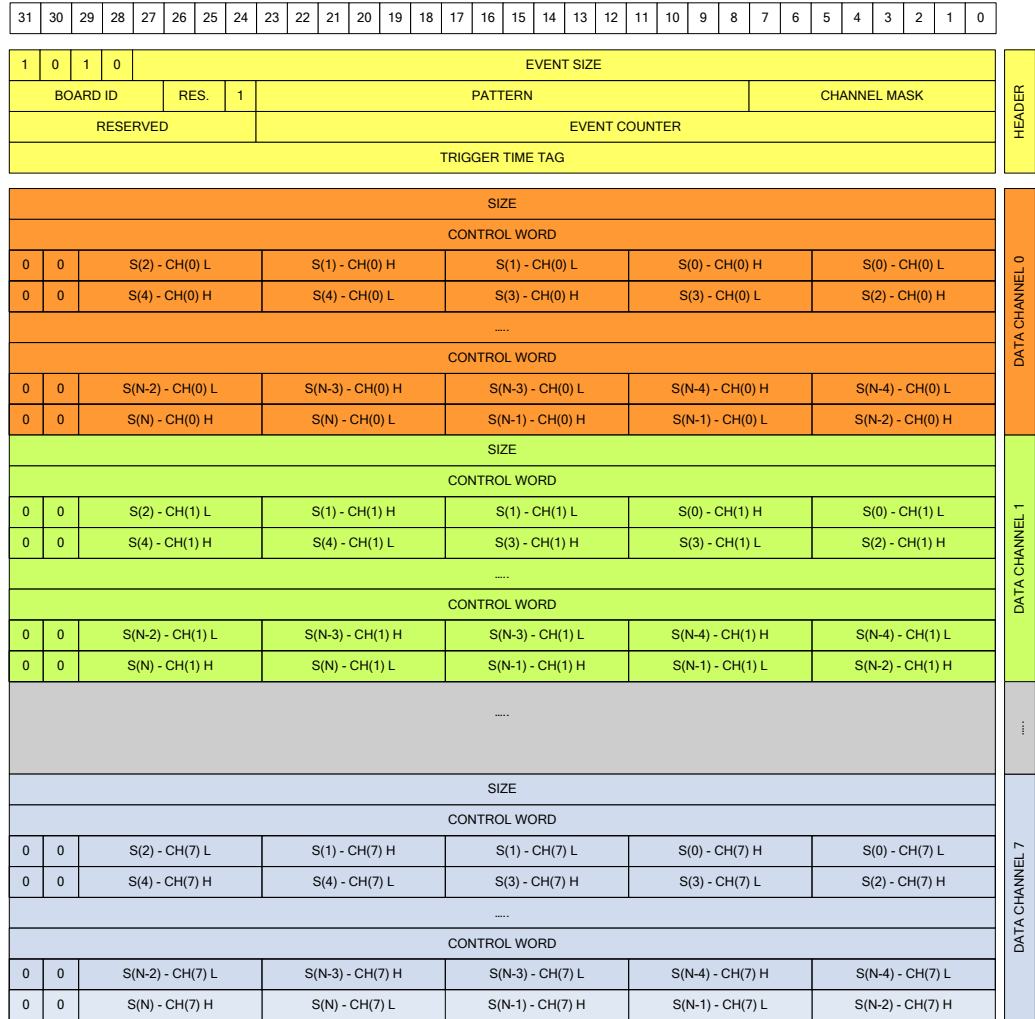 31 30 29 28 27 26 25 24 23 22 21 20 19 18 17 16 15 14 13 12 11 10 9 8 7 6 5 4 3 2 1 0
1 0 1 0 EVENT SIZE
BOARD ID RES. 1 PATTERN CHANNEL MASK
RESERVED EVENT COUNTER
TRIGGER TIME TAG
HEADER
SIZE
CONTROL WORD
0 0 S(2) - CH(0) L S(1) - CH(0) H S(1) - CH(0) L S(0) - CH(0) H S(0) - CH(0) L
0 0 S(4) - CH(0) H S(4) - CH(0) L S(3) - CH(0) H S(3) - CH(0) L S(2) - CH(0) H
.....
CONTROL WORD
0 0 S(N-2) - CH(0) L S(N-3) - CH(0) H S(N-3) - CH(0) L S(N-4) - CH(0) H S(N-4) - CH(0) L
0 0 S(N) - CH(0) H S(N) - CH(0) L S(N-1) - CH(0) H S(N-1) - CH(0) L S(N-2) - CH(0) H
DATA CHANNEL 0
SIZE
CONTROL WORD
0 0 S(2) - CH(1) L S(1) - CH(1) H S(1) - CH(1) L S(0) - CH(1) H S(0) - CH(1) L
0 0 S(4) - CH(1) H S(4) - CH(1) L S(3) - CH(1) H S(3) - CH(1) L S(2) - CH(1) H
.....
CONTROL WORD
0 0 S(N-2) - CH(1) L S(N-3) - CH(1) H S(N-3) - CH(1) L S(N-4) - CH(1) H S(N-4) - CH(1) L
0 0 S(N) - CH(1) H S(N) - CH(1) L S(N-1) - CH(1) H S(N-1) - CH(1) L S(N-2) - CH(1) H
DATA CHANNEL 1
.....
.....
SIZE
CONTROL WORD
0 0 S(2) - CH(7) L S(1) - CH(7) H S(1) - CH(7) L S(0) - CH(7) H S(0) - CH(7) L
0 0 S(4) - CH(7) H S(4) - CH(7) L S(3) - CH(7) H S(3) - CH(7) L S(2) - CH(7) H
.....
CONTROL WORD
0 0 S(N-2) - CH(7) L S(N-3) - CH(7) H S(N-3) - CH(7) L S(N-4) - CH(7) H S(N-4) - CH(7) L
0 0 S(N) - CH(7) H S(N) - CH(7) L S(N-1) - CH(7) H S(N-1) - CH(7) L S(N-2) - CH(7) H
DATA CHANNEL 7